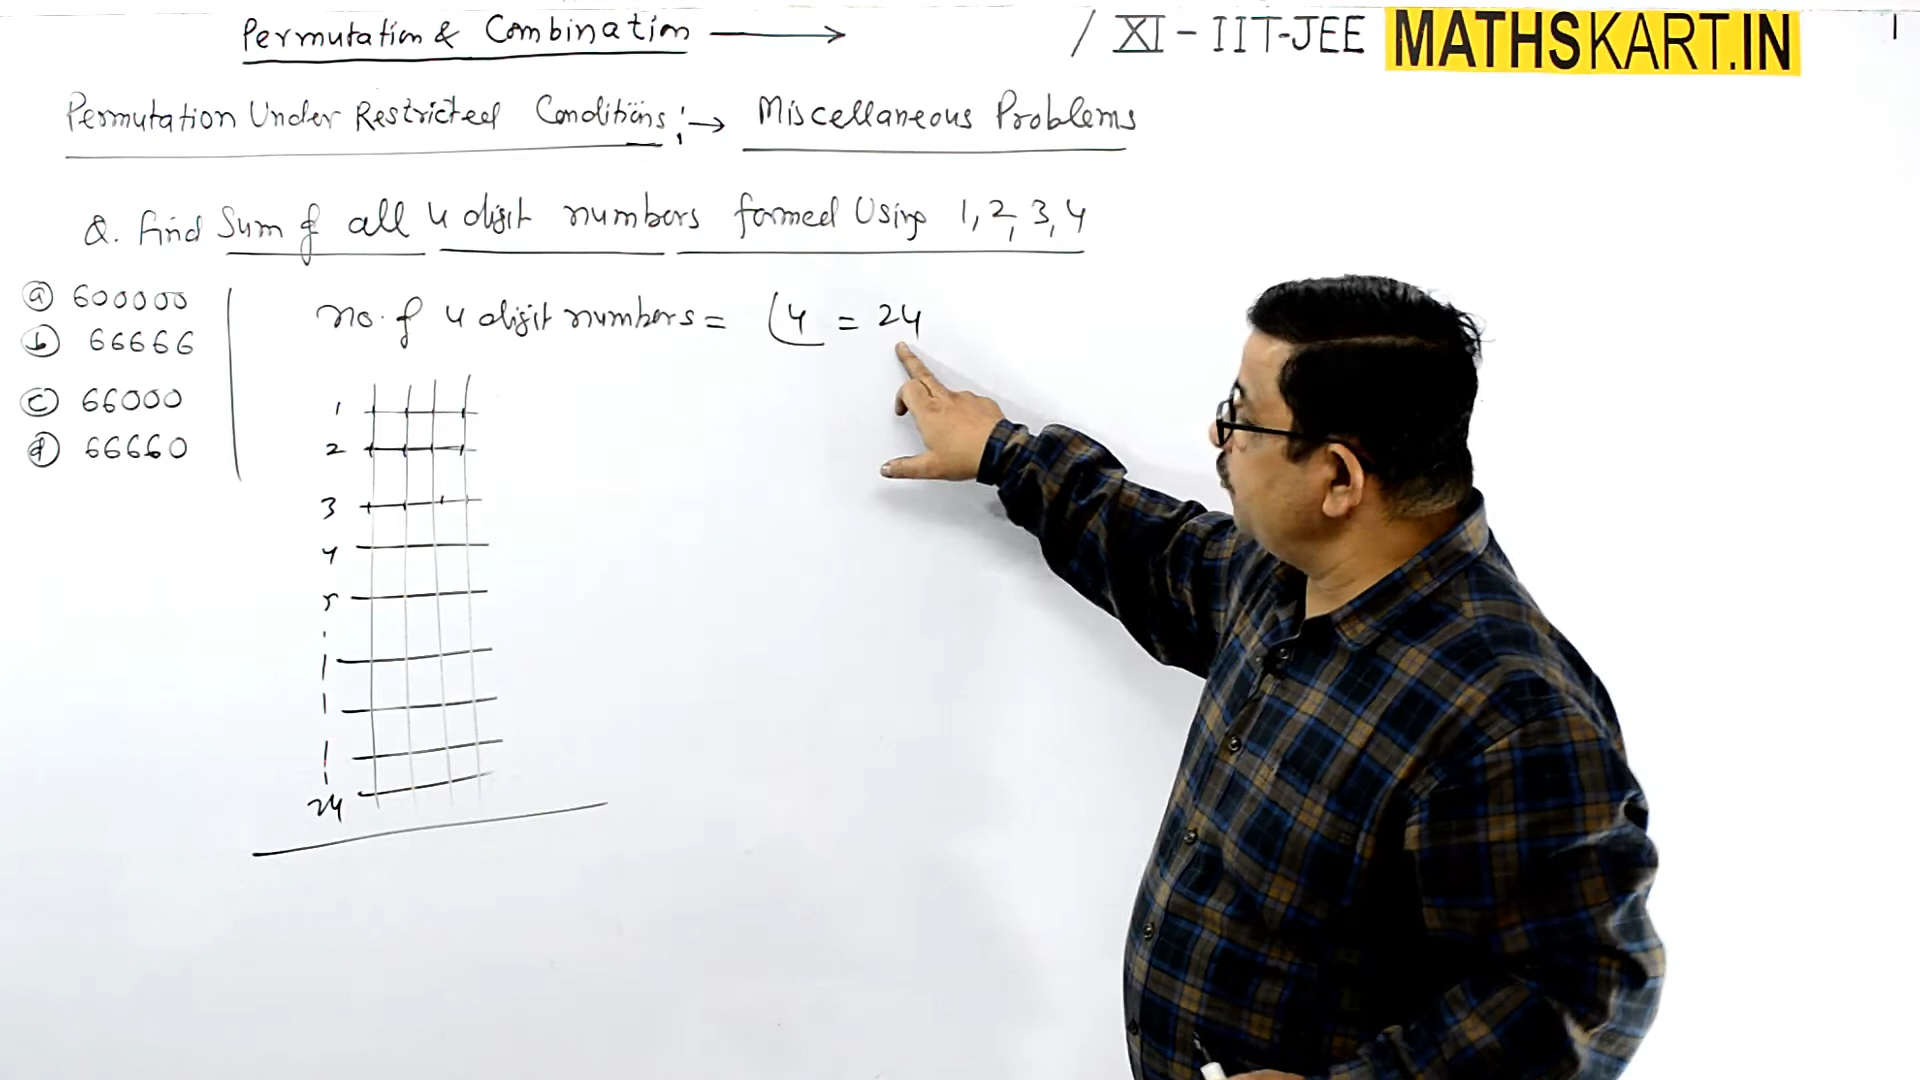 Permutation & Combination → / XI - IIT-JEE MATHSKART.IN 1
Permutation Under Restricted Conditions :→ Miscellaneous Problems
Q. Find Sum of all 4 digit numbers formed Using 1, 2, 3, 4
(a) 600000
(b) 66666
(c) 66000
(d) 66660
no. of 4 digit numbers = ⌊4 = 24
1
2
3
4
5
24